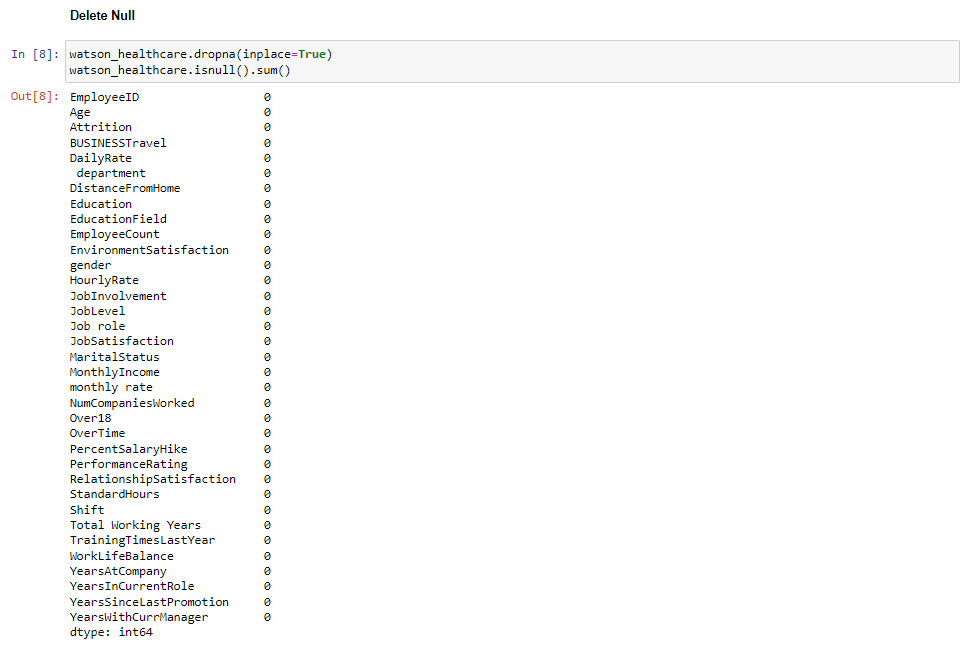 Delete Null
In [8]: watson_healthcare.dropna(inplace=True)
watson_healthcare.isnull().sum()
Out[8]: EmployeeID 0
Age 0
Attrition 0
BUSINESSTravel 0
DailyRate 0
 department 0
DistanceFromHome 0
Education 0
EducationField 0
EmployeeCount 0
EnvironmentSatisfaction 0
gender 0
HourlyRate 0
JobInvolvement 0
JobLevel 0
Job role 0
JobSatisfaction 0
MaritalStatus 0
MonthlyIncome 0
monthly rate 0
NumCompaniesWorked 0
Over18 0
OverTime 0
PercentSalaryHike 0
PerformanceRating 0
RelationshipSatisfaction 0
StandardHours 0
Shift 0
Total Working Years 0
TrainingTimesLastYear 0
WorkLifeBalance 0
YearsAtCompany 0
YearsInCurrentRole 0
YearsSinceLastPromotion 0
YearsWithCurrManager 0
dtype: int64